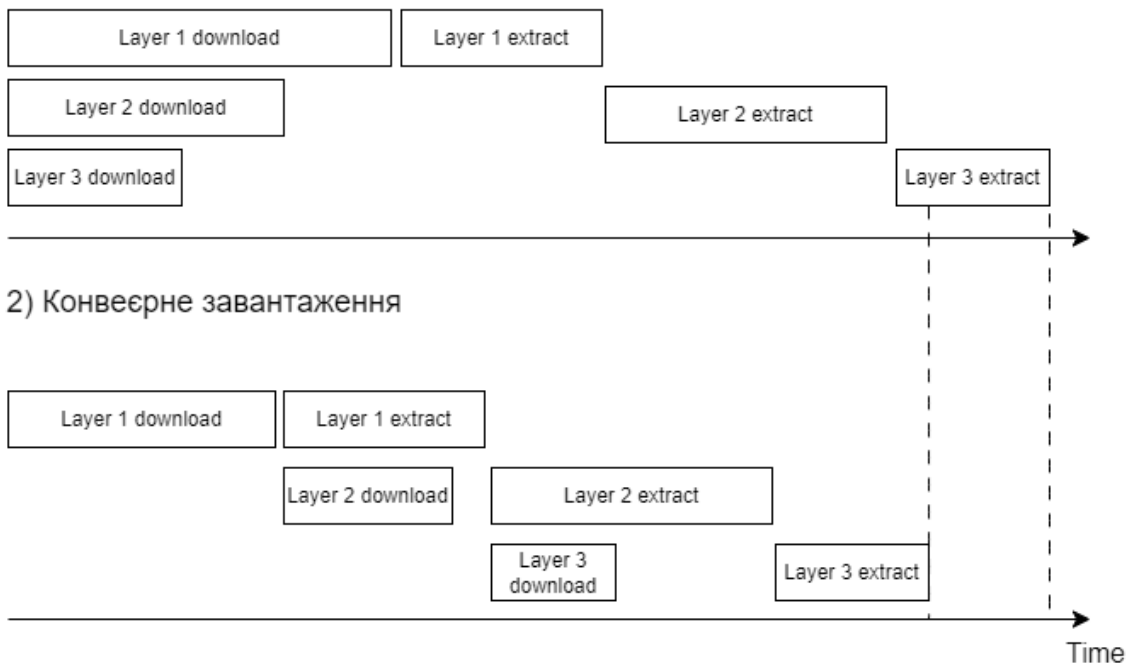 Layer 1 download
Layer 1 extract
Layer 2 download
Layer 2 extract
Layer 3 download
Layer 3 extract
2) Конвеєрне завантаження
Layer 1 download
Layer 1 extract
Layer 2 download
Layer 2 extract
Layer 3
download
Layer 3 extract
Time